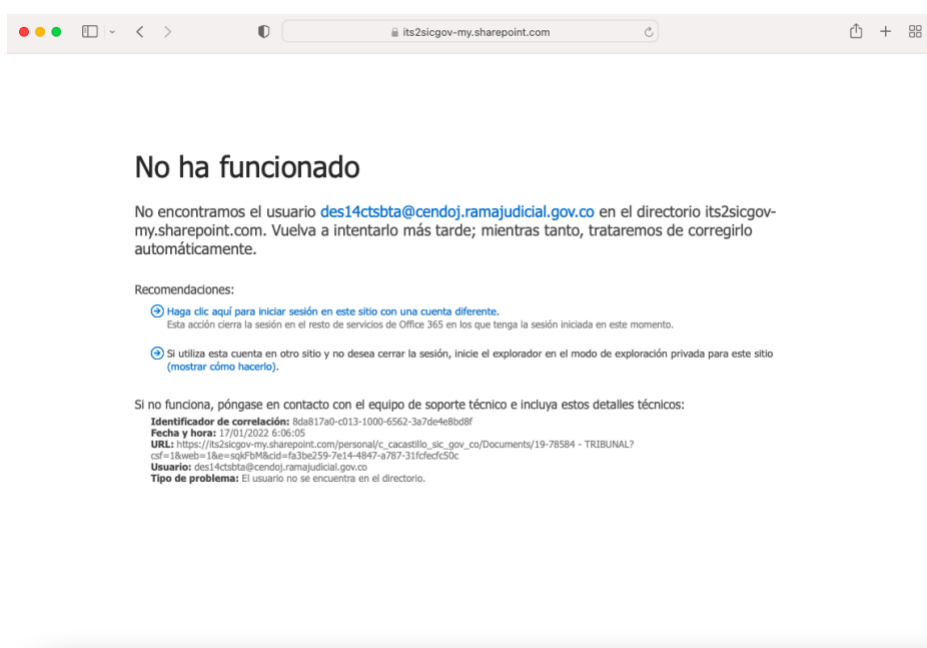 its2sicgov-my.sharepoint.com
No ha funcionado
No encontramos el usuario des14ctsbta@cendoj.ramajudicial.gov.co en el directorio its2sicgov-
my.sharepoint.com. Vuelva a intentarlo más tarde; mientras tanto, trataremos de corregirlo
automáticamente.
Recomendaciones:
Haga clic aquí para iniciar sesión en este sitio con una cuenta diferente.
Esta acción cierra la sesión en el resto de servicios de Office 365 en los que tenga la sesión iniciada en este momento.
Si utiliza esta cuenta en otro sitio y no desea cerrar la sesión, inicie el explorador en el modo de exploración privada para este sitio
(mostrar cómo hacerlo).
Si no funciona, póngase en contacto con el equipo de soporte técnico e incluya estos detalles técnicos:
Identificador de correlación: 8da817a0-c013-1000-6562-3a7de4e8bd8f
Fecha y hora: 17/01/2022 6:06:05
URL: https://its2sicgov-my.sharepoint.com/personal/c_cacastillo_sic_gov_co/Documents/19-78584 - TRIBUNAL?
csf=1&web=1&e=sqkFbM&cid=fa3be259-7e14-4847-a787-31fcfecfc50c
Usuario: des14ctsbta@cendoj.ramajudicial.gov.co
Tipo de problema: El usuario no se encuentra en el directorio.